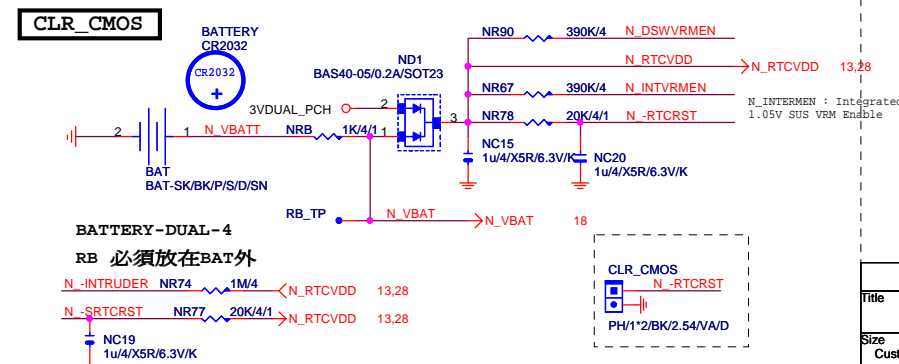 CLR_CMOS
BATTERY
CR2032
CR2032
+
ND1
BAS40-05/0.2A/SOT23
3VDUAL_PCH
2
1
3
2
1
N_VBATT
NRB
1K/4/1
BAT
BAT-SK/BK/P/S/D/SN
NR90
390K/4
N_DSWVRMEN
N_RTCVDD
N_RTCVDD
13,28
NR67
390K/4
N_INTVRMEN
NR78
20K/4/1
N_-RTCRST
N_INTERMEN : Integrated
1.05V SUS VRM Enable
NC15
1u/4/X5R/6.3V/K
NC20
1u/4/X5R/6.3V/K
RB_TP
N_VBAT
N_VBAT
18
BATTERY-DUAL-4
RB 必須放在BAT外
N_-INTRUDER
NR74
1M/4
N_RTCVDD
13,28
N_-SRTCRST
NR77
20K/4/1
N_RTCVDD
13,28
NC19
1u/4/X5R/6.3V/K
CLR_CMOS
N_-RTCRST
PH/1*2/BK/2.54/VA/D
Title
Size
Cust